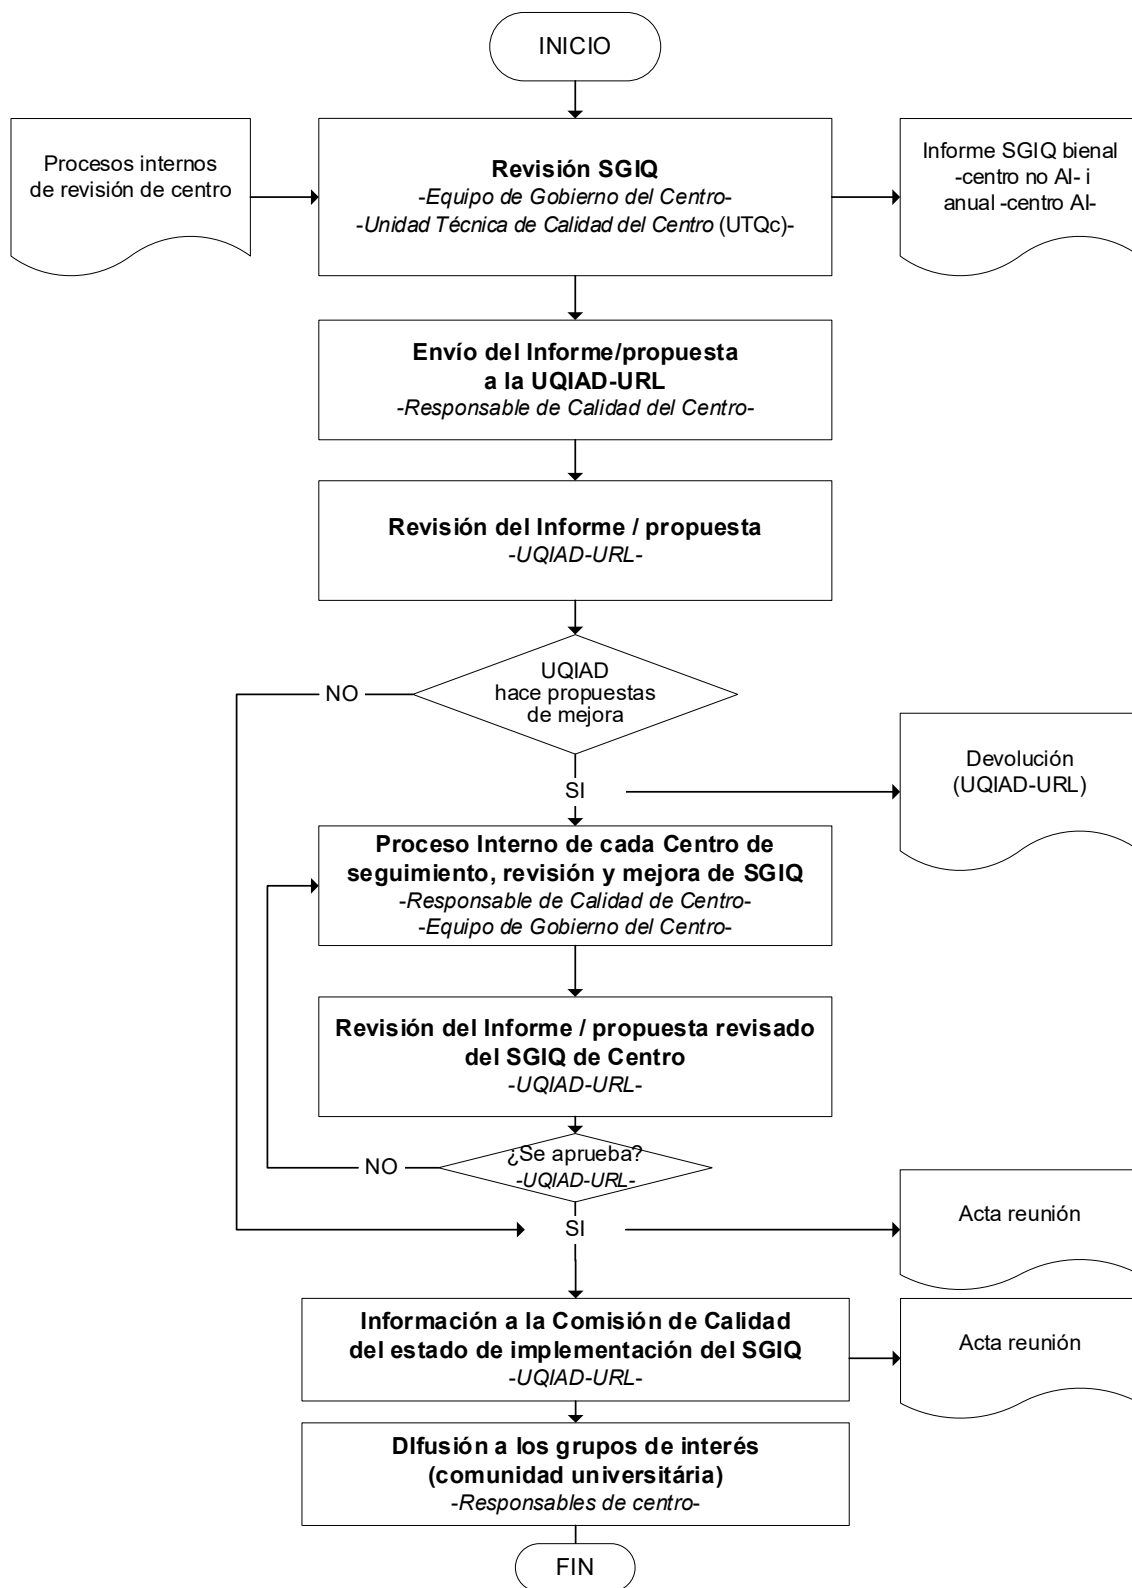 INICIO
Procesos internos
de revisión de centro
Revisión SGIQ
-Equipo de Gobierno del Centro-
-Unidad Técnica de Calidad del Centro (UTQc)-
Informe SGIQ bienal
-centro no AI- i
anual -centro AI-
Envío del Informe/propuesta
a la UQIAD-URL
-Responsable de Calidad del Centro-
Revisión del Informe / propuesta
-UQIAD-URL-
UQIAD
hace propuestas
de mejora
NO
SI
Devolución
(UQIAD-URL)
Proceso Interno de cada Centro de
seguimiento, revisión y mejora de SGIQ
-Responsable de Calidad de Centro-
-Equipo de Gobierno del Centro-
Revisión del Informe / propuesta revisado
del SGIQ de Centro
-UQIAD-URL-
¿Se aprueba?
-UQIAD-URL-
NO
SI
Acta reunión
Información a la Comisión de Calidad
del estado de implementación del SGIQ
-UQIAD-URL-
Acta reunión
DIfusión a los grupos de interés
(comunidad universitária)
-Responsables de centro-
FIN